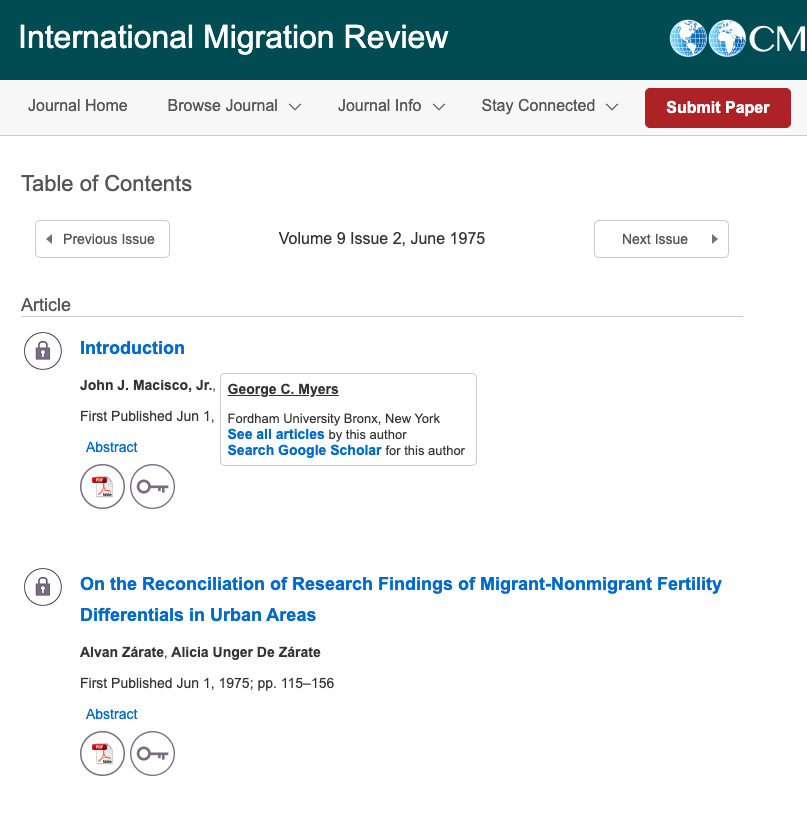 International Migration Review
CM
Journal Home Browse Journal Journal Info Stay Connected Submit Paper
Table of Contents
Previous Issue Volume 9 Issue 2, June 1975 Next Issue
Article
Introduction
John J. Macisco, Jr., George C. Myers
First Published Jun 1,
Fordham University Bronx, New York
See all articles by this author
Search Google Scholar for this author
Abstract
PDF
On the Reconciliation of Research Findings of Migrant-Nonmigrant Fertility
Differentials in Urban Areas
Alvan Zárate, Alicia Unger De Zárate
First Published Jun 1, 1975; pp. 115–156
Abstract
PDF